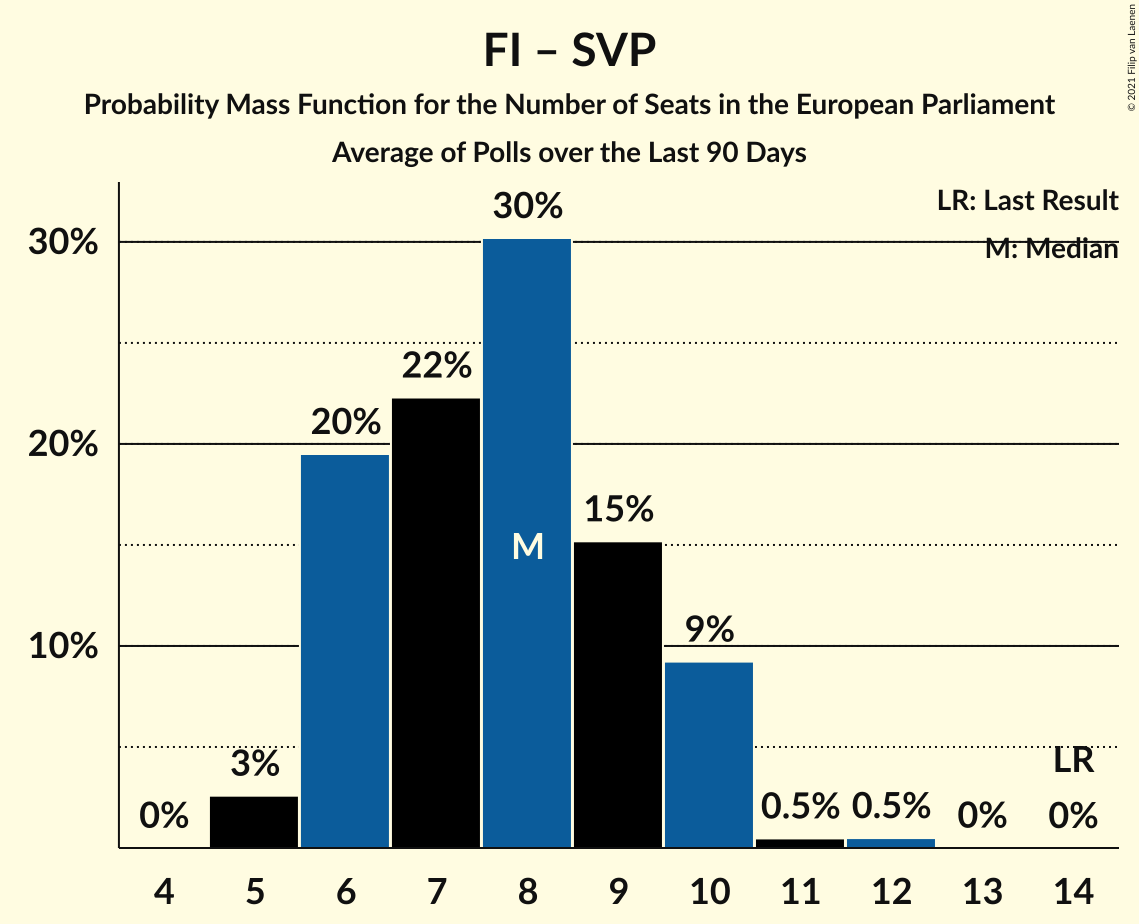 FI – SVP
Probability Mass Function for the Number of Seats in the European Parliament
Average of Polls over the Last 90 Days
© 2021 Filip van Laenen
LR: Last Result
M: Median
30%
20%
10%
0%
3%
20%
22%
30%
M
15%
9%
0.5%
0.5%
0%
LR
0%
4 5 6 7 8 9 10 11 12 13 14